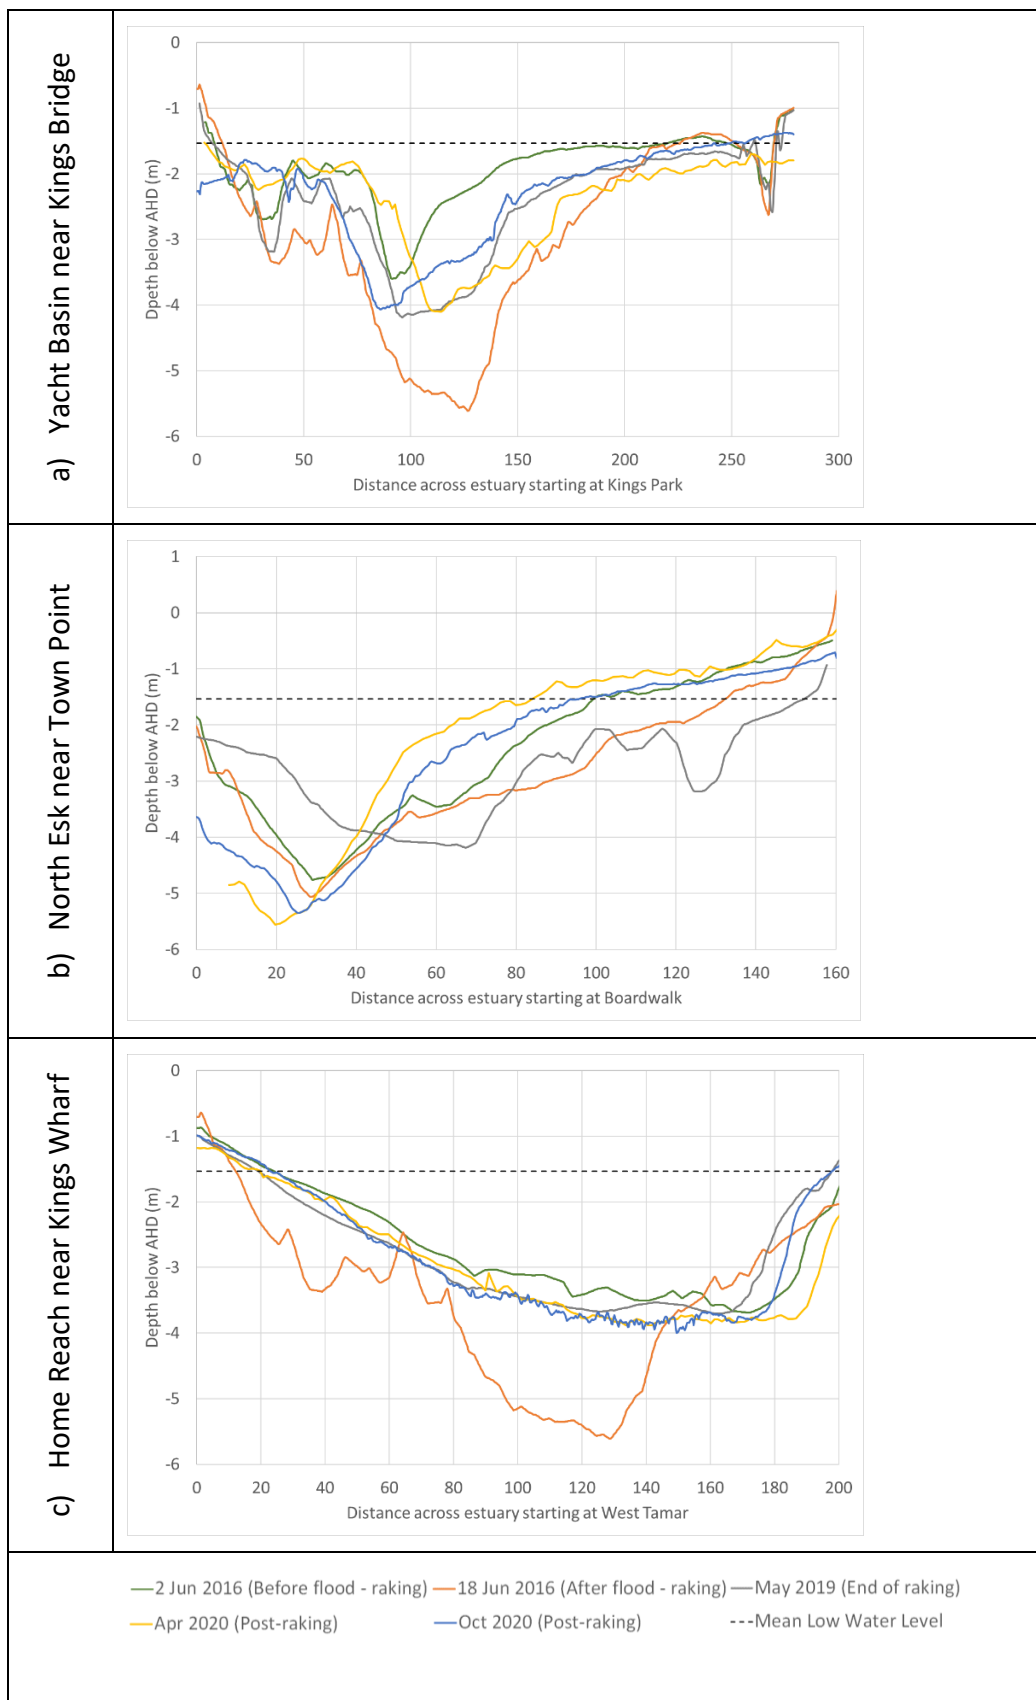 a) Yacht Basin near Kings Bridge
0
-1
-2
-3
-4
-5
-6
Dpeth below AHD (m)
0 50 100 150 200 250 300
Distance across estuary starting at Kings Park
b) North Esk near Town Point
1
0
-1
-2
-3
-4
-5
-6
Depth below AHD (m)
0 20 40 60 80 100 120 140 160
Distance across estuary starting at Boardwalk
c) Home Reach near Kings Wharf
0
-1
-2
-3
-4
-5
-6
Depth below AHD (m)
0 20 40 60 80 100 120 140 160 180 200
Distance across estuary starting at West Tamar
2 Jun 2016 (Before flood - raking) 18 Jun 2016 (After flood - raking) May 2019 (End of raking)
Apr 2020 (Post-raking) Oct 2020 (Post-raking) Mean Low Water Level